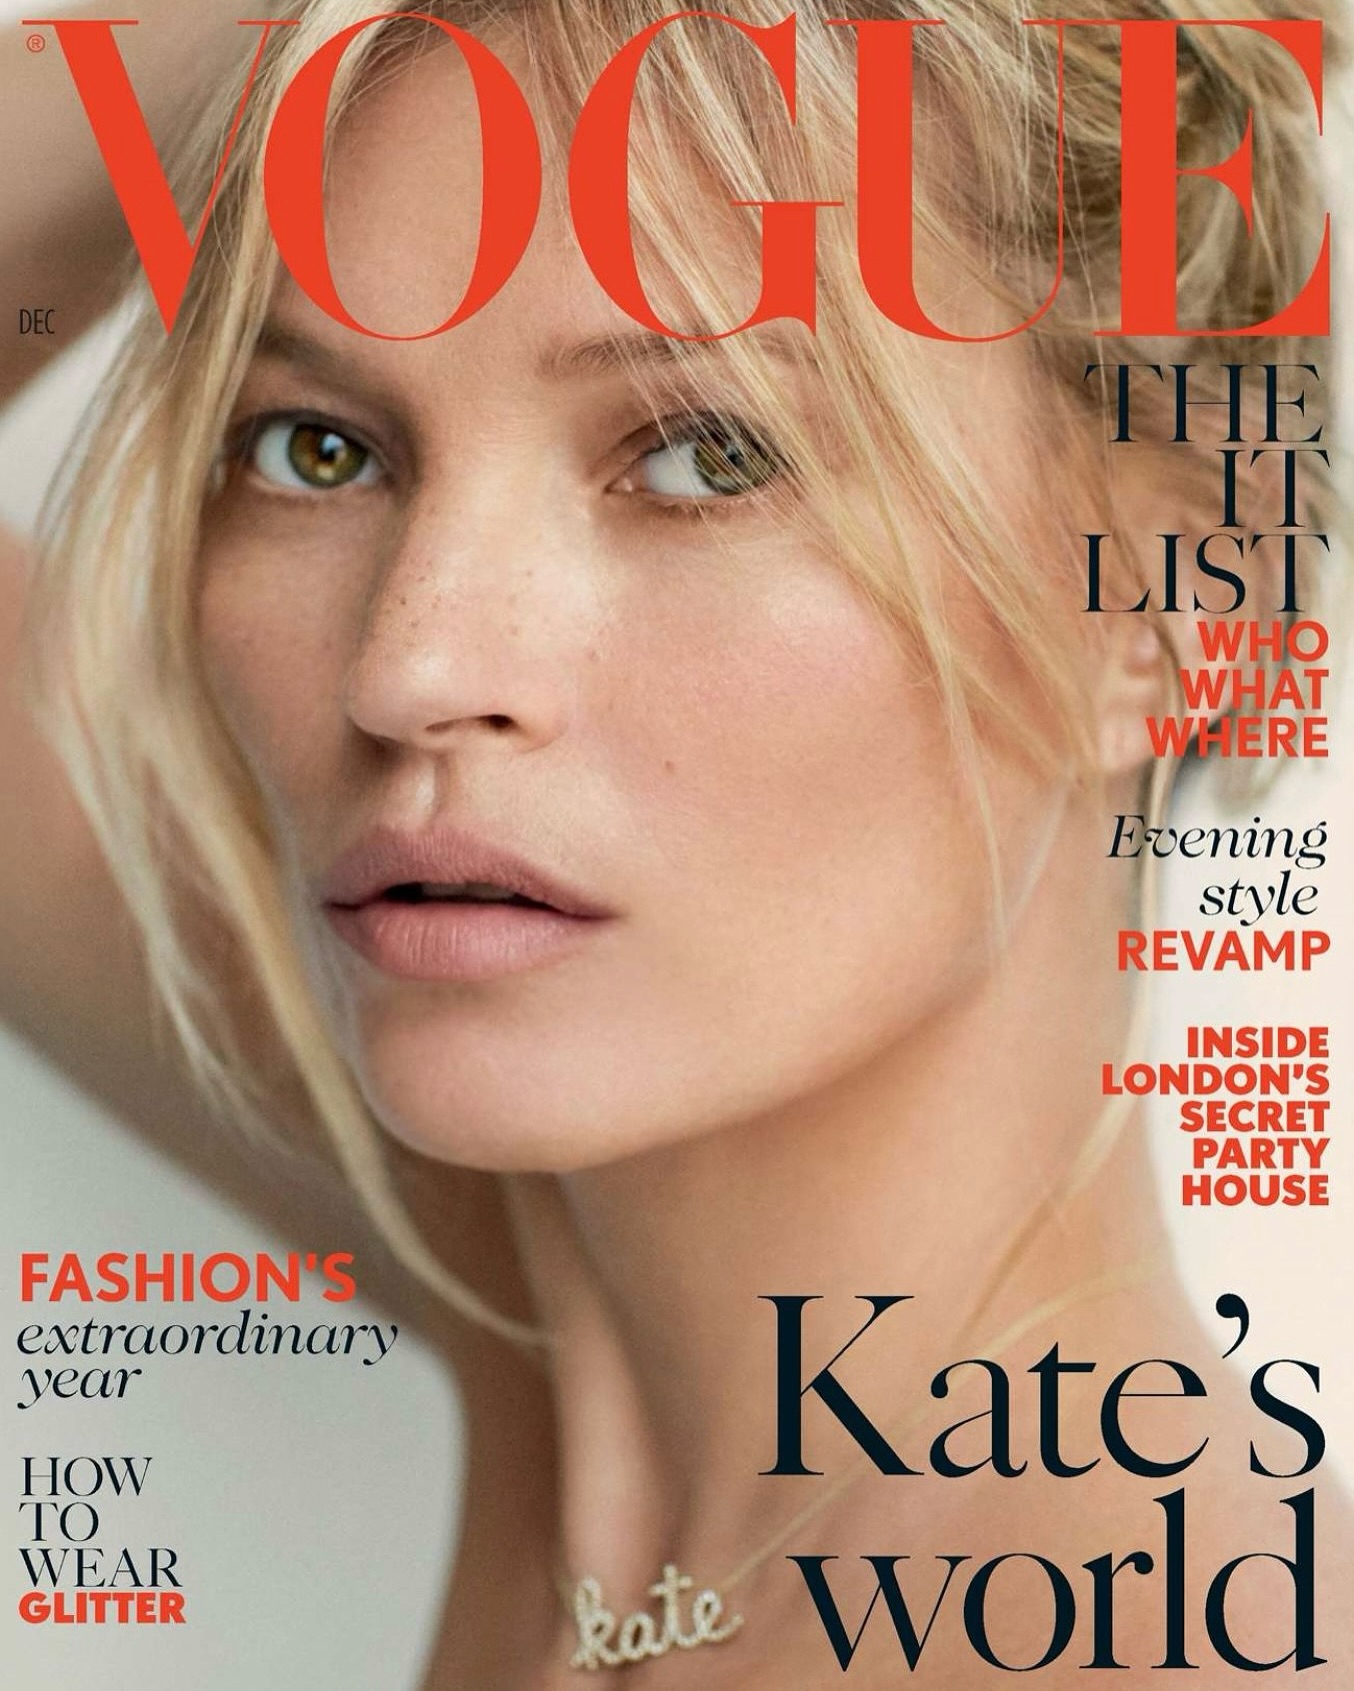 ®
VOGUE
DEC
THE
IT
LIST
WHO
WHAT
WHERE
Evening
style
REVAMP
INSIDE
LONDON'S
SECRET
PARTY
HOUSE
FASHION'S
extraordinary
year
HOW
TO
WEAR
GLITTER
Kate's
world
kate